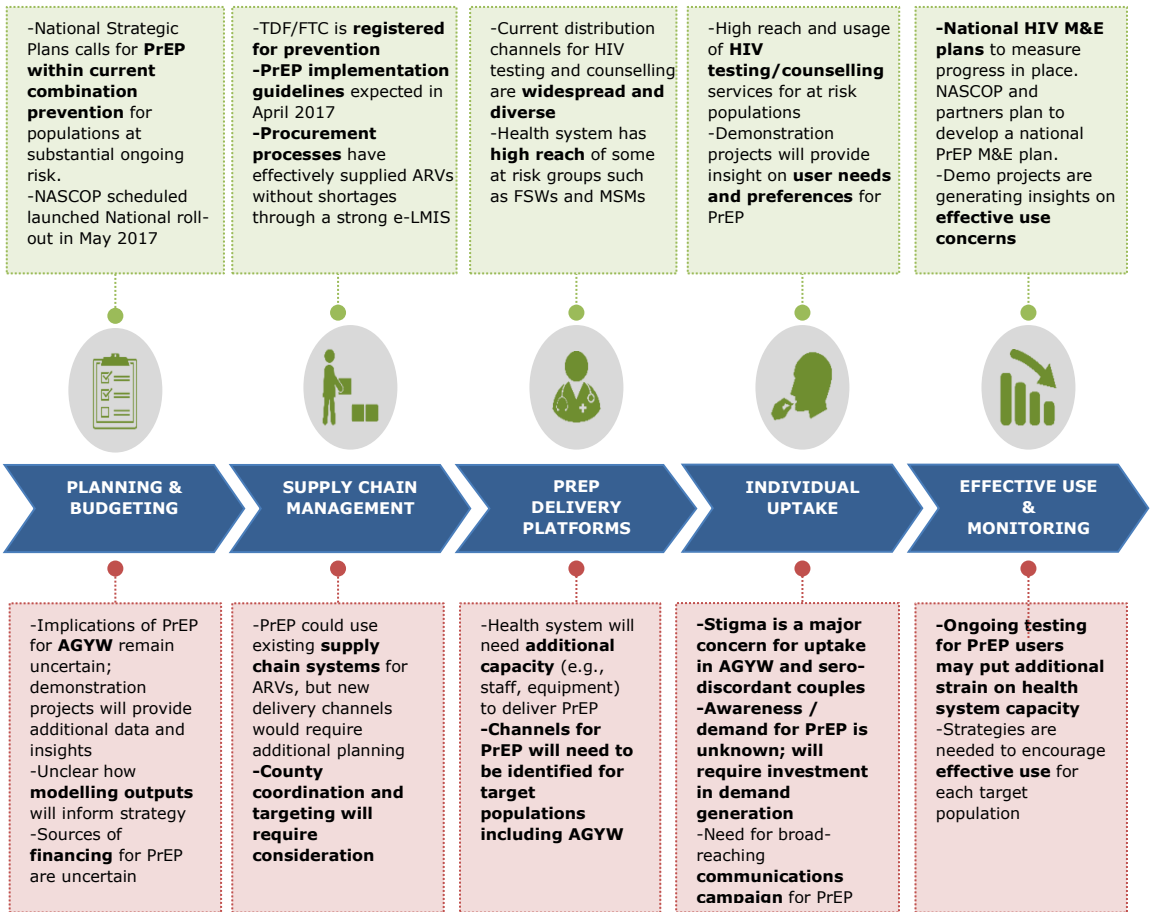 -National Strategic
Plans calls for PrEP
within current
combination
prevention for
populations at
substantial ongoing
risk.
-NASCOP scheduled
launched National roll-
out in May 2017
-TDF/FTC is registered
for prevention
-PrEP implementation
guidelines expected in
April 2017
-Procurement
processes have
effectively supplied ARVs
without shortages
through a strong e-LMIS
-Current distribution
channels for HIV
testing and counselling
are widespread and
diverse
-Health system has
high reach of some
at risk groups such
as FSWs and MSMs
-High reach and usage
of HIV
testing/counselling
services for at risk
populations
-Demonstration
projects will provide
insight on user needs
and preferences for
PrEP
-National HIV M&E
plans to measure
progress in place.
NASCOP and
partners plan to
develop a national
PrEP M&E plan.
-Demo projects are
generating insights on
effective use
concerns
PLANNING &
BUDGETING
SUPPLY CHAIN
MANAGEMENT
PREP
DELIVERY
PLATFORMS
INDIVIDUAL
UPTAKE
EFFECTIVE USE
&
MONITORING
-Implications of PrEP
for AGYW remain
uncertain;
demonstration
projects will provide
additional data and
insights
-Unclear how
modelling outputs
will inform strategy
-Sources of
financing for PrEP
are uncertain
-PrEP could use
existing supply
chain systems for
ARVs, but new
delivery channels
would require
additional planning
-County
coordination and
targeting will
require
consideration
-Health system will
need additional
capacity (e.g.,
staff, equipment)
to deliver PrEP
-Channels for
PrEP will need to
be identified for
target
populations
including AGYW
-Stigma is a major
concern for uptake
in AGYW and sero-
discordant couples
-Awareness /
demand for PrEP is
unknown; will
require investment
in demand
generation
-Need for broad-
reaching
communications
campaign for PrEP
-Ongoing testing
for PrEP users
may put additional
strain on health
system capacity
-Strategies are
needed to encourage
effective use for
each target
population